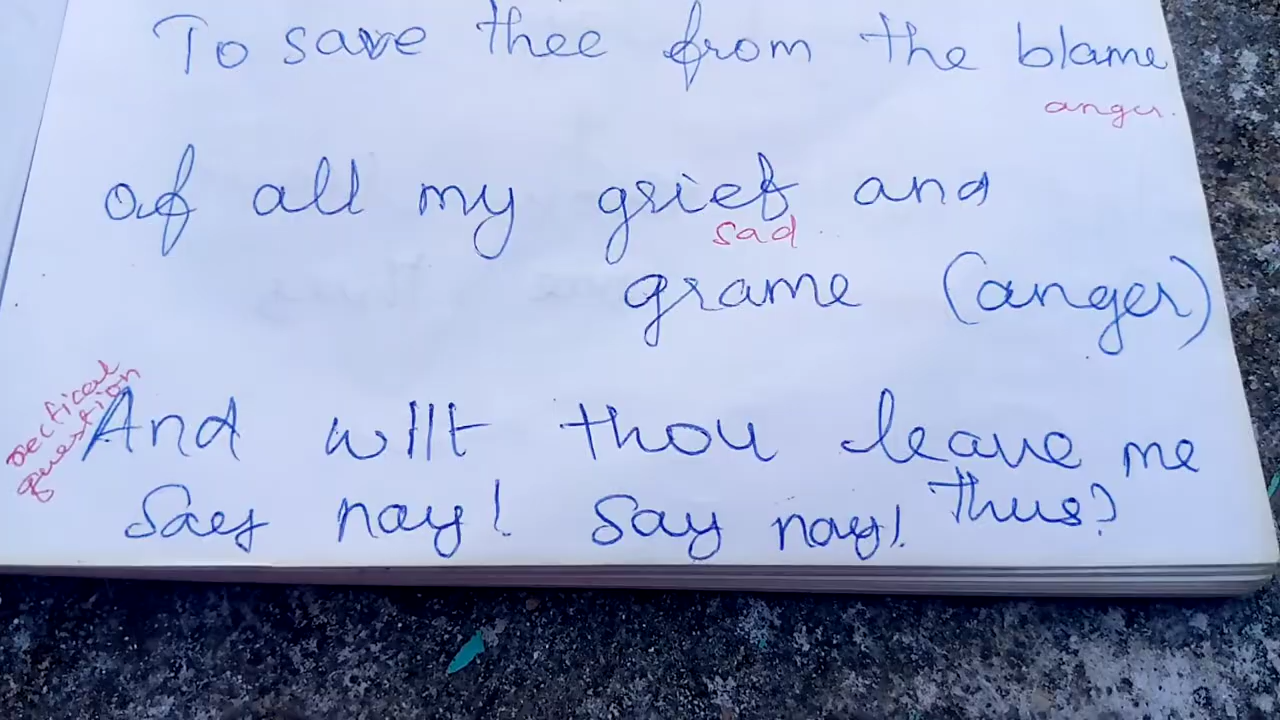 To save thee from the blame
anger.
of all my grief and
sad
grame (anger)
rectical
question
And wilt thou leave me
thus?
Say nay! Say nay!